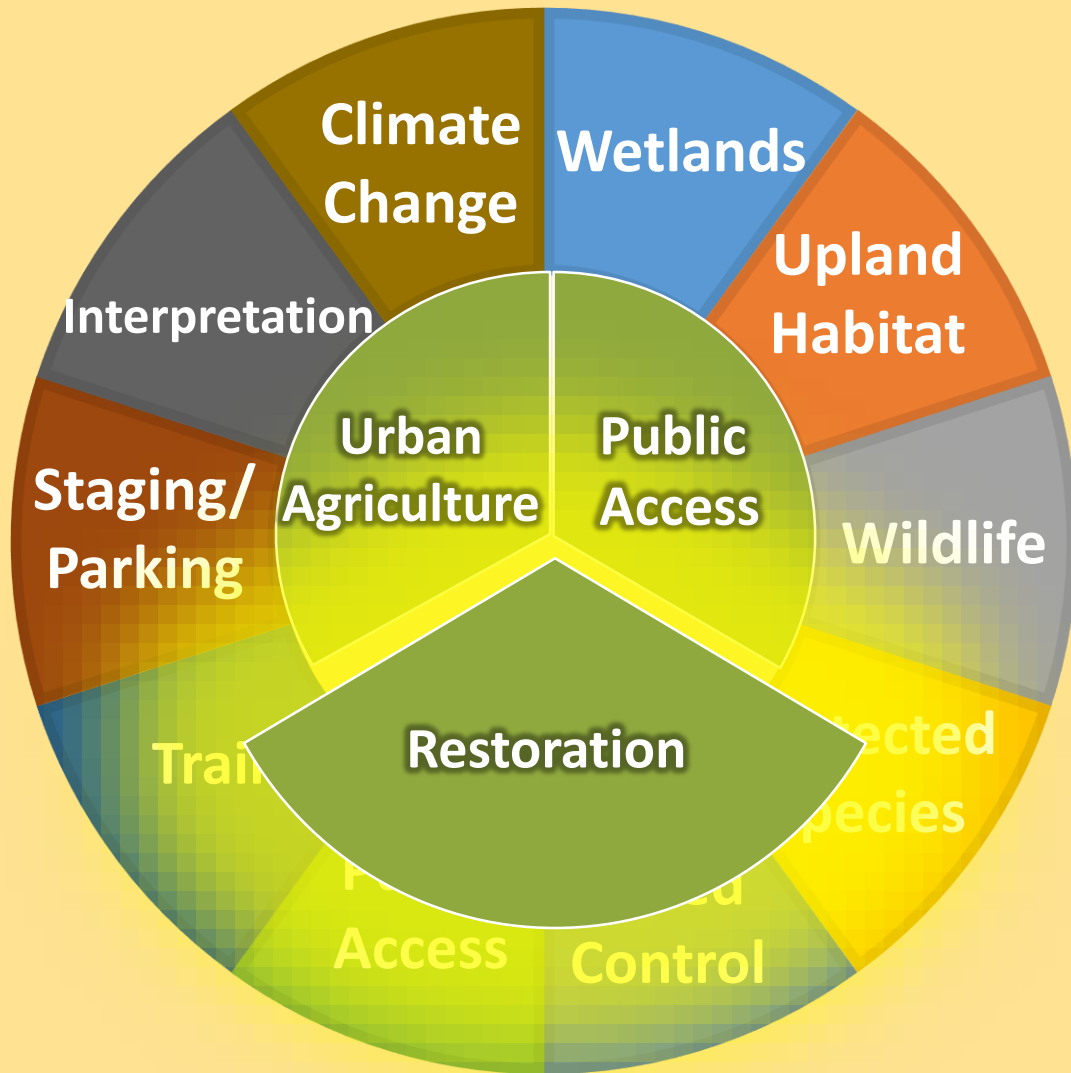 Climate
Change
Wetlands
Upland
Habitat
Interpretation
Urban
Agriculture
Public
Access
Staging/
Parking
Wildlife
Restoration
Access
Control